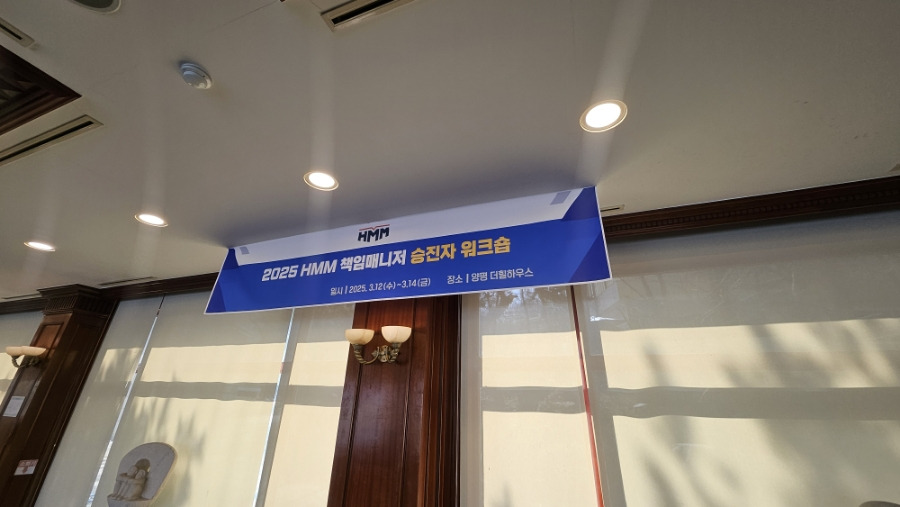 HMM
2025 HMM 책임매니저 승진자 워크숍
일시 | 2025. 3.12(수) ~ 3.14(금) 장소 | 양평 더힐하우스